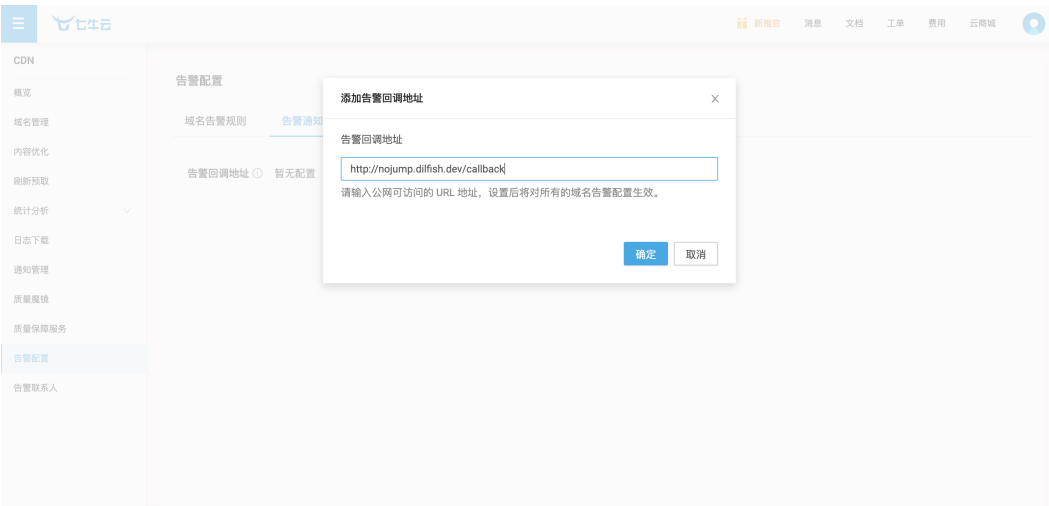 七牛云
新推官 消息 文档 工单 费用 云商城
CDN
概览
域名管理
内容优化
刷新预取
统计分析
日志下载
通知管理
质量魔镜
质量保障服务
告警配置
告警联系人
告警配置
域名告警规则 告警通知
告警回调地址 暂无配置
添加告警回调地址
告警回调地址
http://nojump.dilfish.dev/callback
请输入公网可访问的 URL 地址，设置后将对所有的域名告警配置生效。
确定 取消